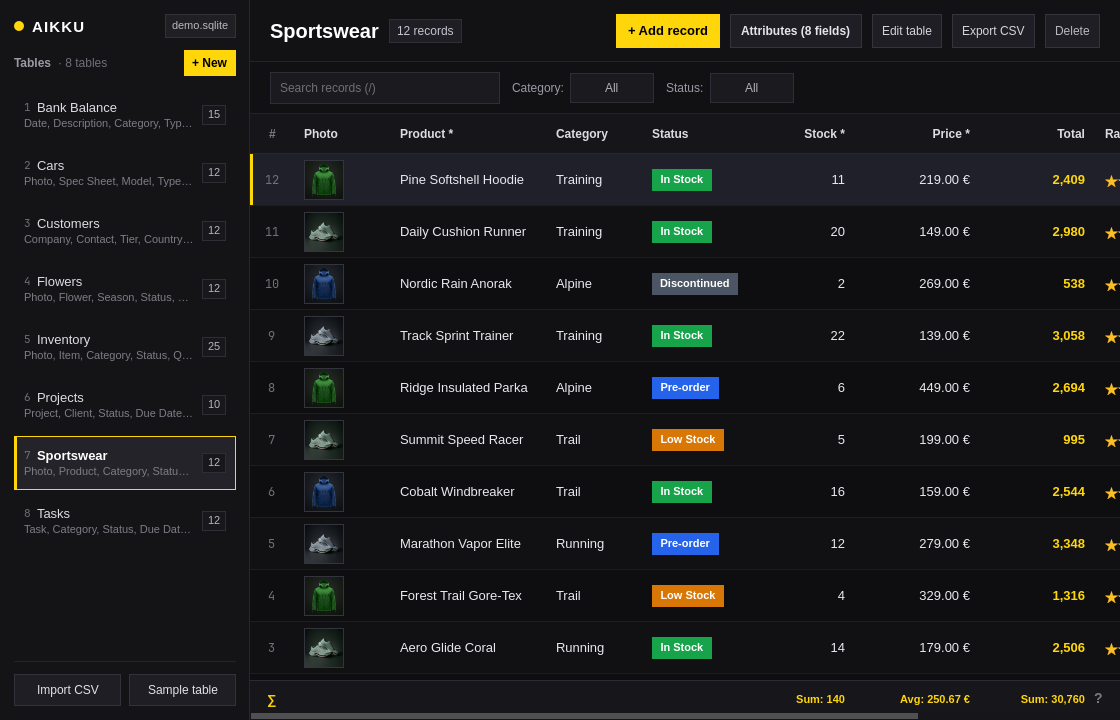 AIKKU
demo.sqlite
Tables · 8 tables
+ New
1 Bank Balance
Date, Description, Category, Typ…
15
2 Cars
Photo, Spec Sheet, Model, Type…
12
3 Customers
Company, Contact, Tier, Country…
12
4 Flowers
Photo, Flower, Season, Status, …
12
5 Inventory
Photo, Item, Category, Status, Q…
25
6 Projects
Project, Client, Status, Due Date…
10
7 Sportswear
Photo, Product, Category, Statu…
12
8 Tasks
Task, Category, Status, Due Dat…
12
Import CSV
Sample table
Sportswear 12 records
+ Add record
Attributes (8 fields)
Edit table
Export CSV
Delete
Search records (/)
Category: All
Status: All
# Photo Product * Category Status Stock * Price * Total Ra
12 Pine Softshell Hoodie Training In Stock 11 219.00 € 2,409
11 Daily Cushion Runner Training In Stock 20 149.00 € 2,980
10 Nordic Rain Anorak Alpine Discontinued 2 269.00 € 538
9 Track Sprint Trainer Training In Stock 22 139.00 € 3,058
8 Ridge Insulated Parka Alpine Pre-order 6 449.00 € 2,694
7 Summit Speed Racer Trail Low Stock 5 199.00 € 995
6 Cobalt Windbreaker Trail In Stock 16 159.00 € 2,544
5 Marathon Vapor Elite Running Pre-order 12 279.00 € 3,348
4 Forest Trail Gore-Tex Trail Low Stock 4 329.00 € 1,316
3 Aero Glide Coral Running In Stock 14 179.00 € 2,506
∑ Sum: 140 Avg: 250.67 € Sum: 30,760 ?